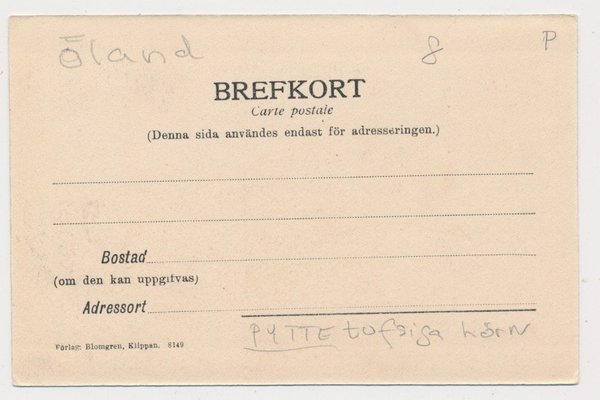 Öland 8 P
BREFKORT
Carte postale
(Denna sida användes endast för adresseringen.)
Bostad
(om den kan uppgifvas)
Adressort
PYTTE tofsiga hörn
Förlag: Blomgren, Klippan. 8149